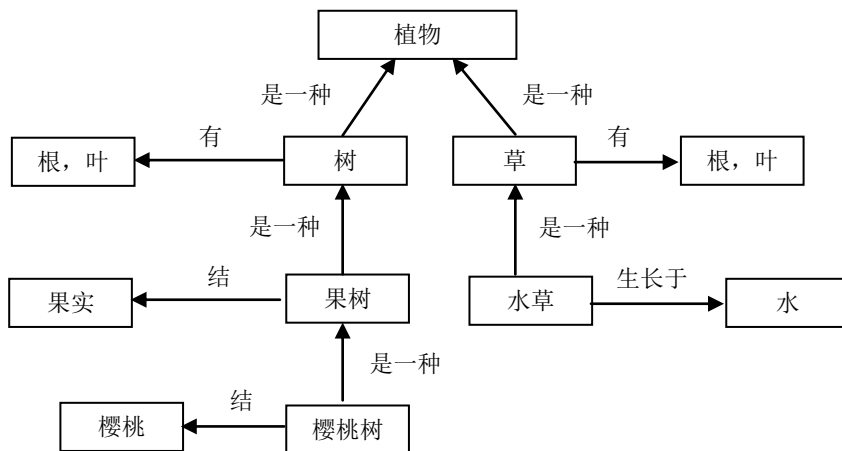 植物
是一种
是一种
有
有
根，叶
树
草
根，叶
是一种
是一种
结
生长于
果实
果树
水草
水
是一种
结
樱桃
樱桃树